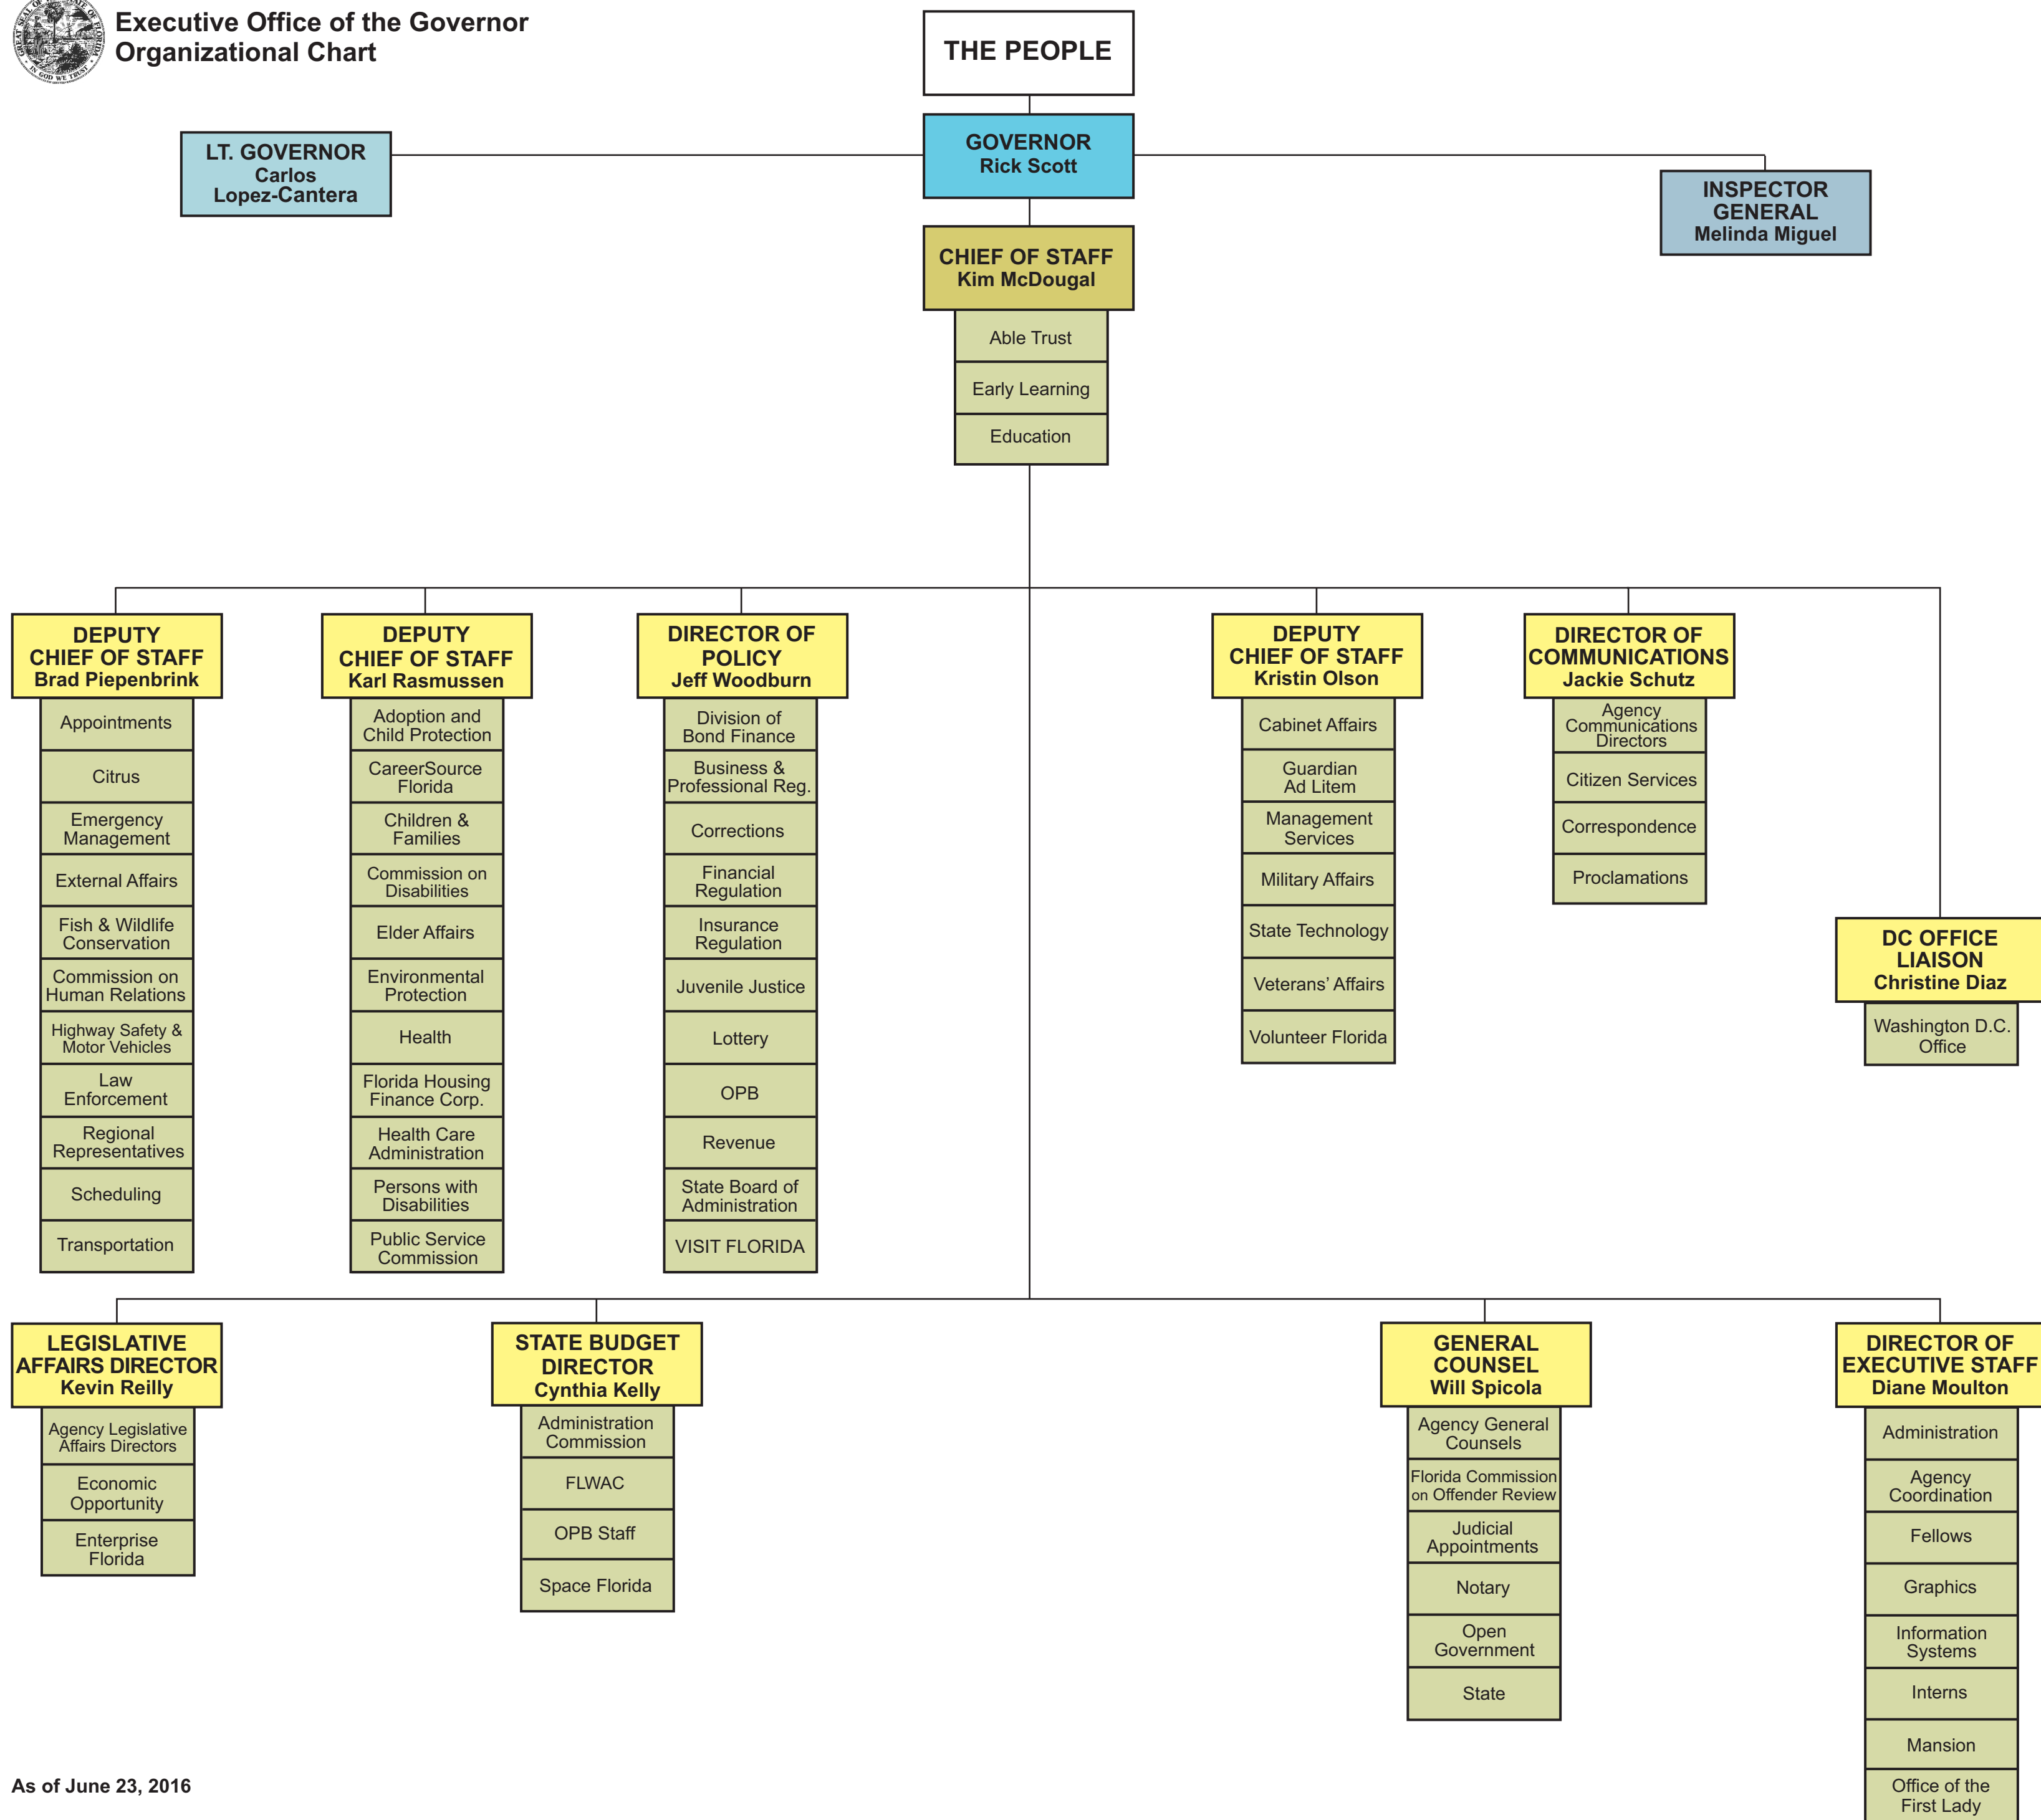 Executive Office of the Governor
Organizational Chart
GREAT SEAL OF THE STATE OF FLORIDA
IN GOD WE TRUST
THE PEOPLE
GOVERNOR
Rick Scott
LT. GOVERNOR
Carlos
Lopez-Cantera
INSPECTOR
GENERAL
Melinda Miguel
CHIEF OF STAFF
Kim McDougal
Able Trust
Early Learning
Education
DEPUTY
CHIEF OF STAFF
Brad Piepenbrink
Appointments
Citrus
Emergency
Management
External Affairs
Fish & Wildlife
Conservation
Commission on
Human Relations
Highway Safety &
Motor Vehicles
Law
Enforcement
Regional
Representatives
Scheduling
Transportation
DEPUTY
CHIEF OF STAFF
Karl Rasmussen
Adoption and
Child Protection
CareerSource
Florida
Children &
Families
Commission on
Disabilities
Elder Affairs
Environmental
Protection
Health
Florida Housing
Finance Corp.
Health Care
Administration
Persons with
Disabilities
Public Service
Commission
DIRECTOR OF
POLICY
Jeff Woodburn
Division of
Bond Finance
Business &
Professional Reg.
Corrections
Financial
Regulation
Insurance
Regulation
Juvenile Justice
Lottery
OPB
Revenue
State Board of
Administration
VISIT FLORIDA
DEPUTY
CHIEF OF STAFF
Kristin Olson
Cabinet Affairs
Guardian
Ad Litem
Management
Services
Military Affairs
State Technology
Veterans’ Affairs
Volunteer Florida
DIRECTOR OF
COMMUNICATIONS
Jackie Schutz
Agency
Communications
Directors
Citizen Services
Correspondence
Proclamations
DC OFFICE
LIAISON
Christine Diaz
Washington D.C.
Office
LEGISLATIVE
AFFAIRS DIRECTOR
Kevin Reilly
Agency Legislative
Affairs Directors
Economic
Opportunity
Enterprise
Florida
STATE BUDGET
DIRECTOR
Cynthia Kelly
Administration
Commission
FLWAC
OPB Staff
Space Florida
GENERAL
COUNSEL
Will Spicola
Agency General
Counsels
Florida Commission
on Offender Review
Judicial
Appointments
Notary
Open
Government
State
DIRECTOR OF
EXECUTIVE STAFF
Diane Moulton
Administration
Agency
Coordination
Fellows
Graphics
Information
Systems
Interns
Mansion
Office of the
First Lady
As of June 23, 2016